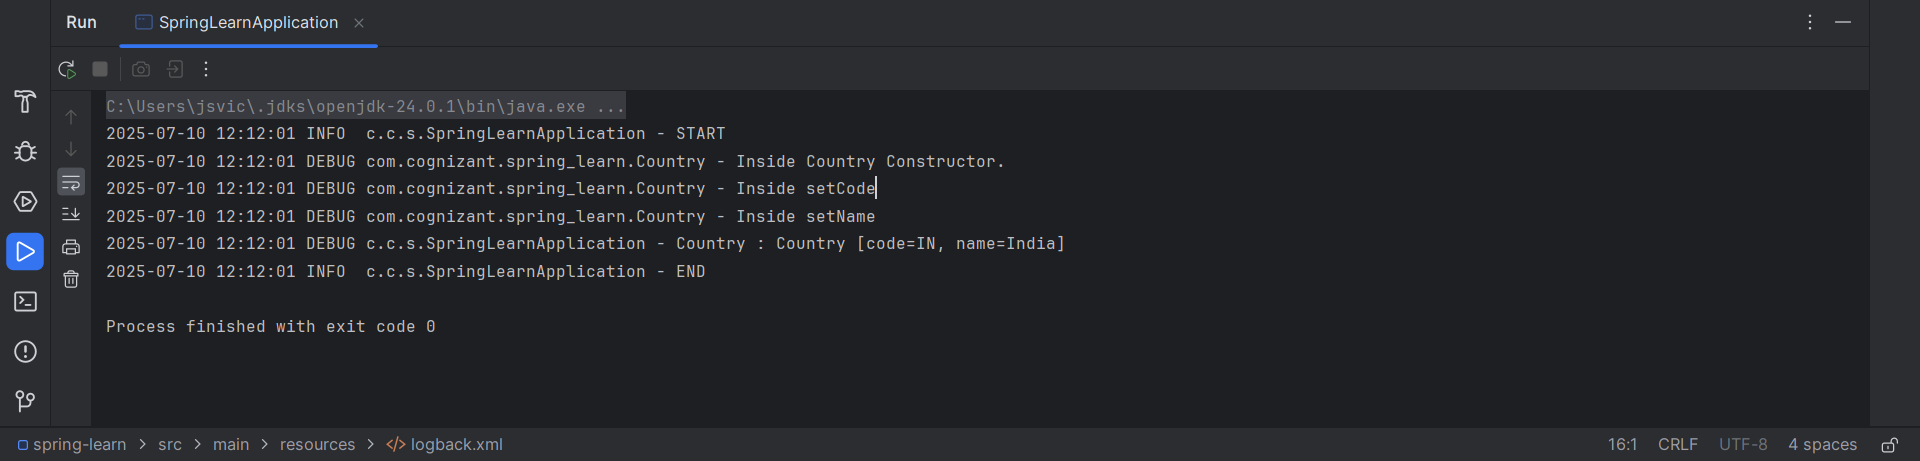 Run SpringLearnApplication
C:\Users\jsvic\.jdks\openjdk-24.0.1\bin\java.exe ...
2025-07-10 12:12:01 INFO  c.c.s.SpringLearnApplication - START
2025-07-10 12:12:01 DEBUG com.cognizant.spring_learn.Country - Inside Country Constructor.
2025-07-10 12:12:01 DEBUG com.cognizant.spring_learn.Country - Inside setCode
2025-07-10 12:12:01 DEBUG com.cognizant.spring_learn.Country - Inside setName
2025-07-10 12:12:01 DEBUG c.c.s.SpringLearnApplication - Country : Country [code=IN, name=India]
2025-07-10 12:12:01 INFO  c.c.s.SpringLearnApplication - END
Process finished with exit code 0
spring-learn > src > main > resources > </> logback.xml 16:1 CRLF UTF-8 4 spaces